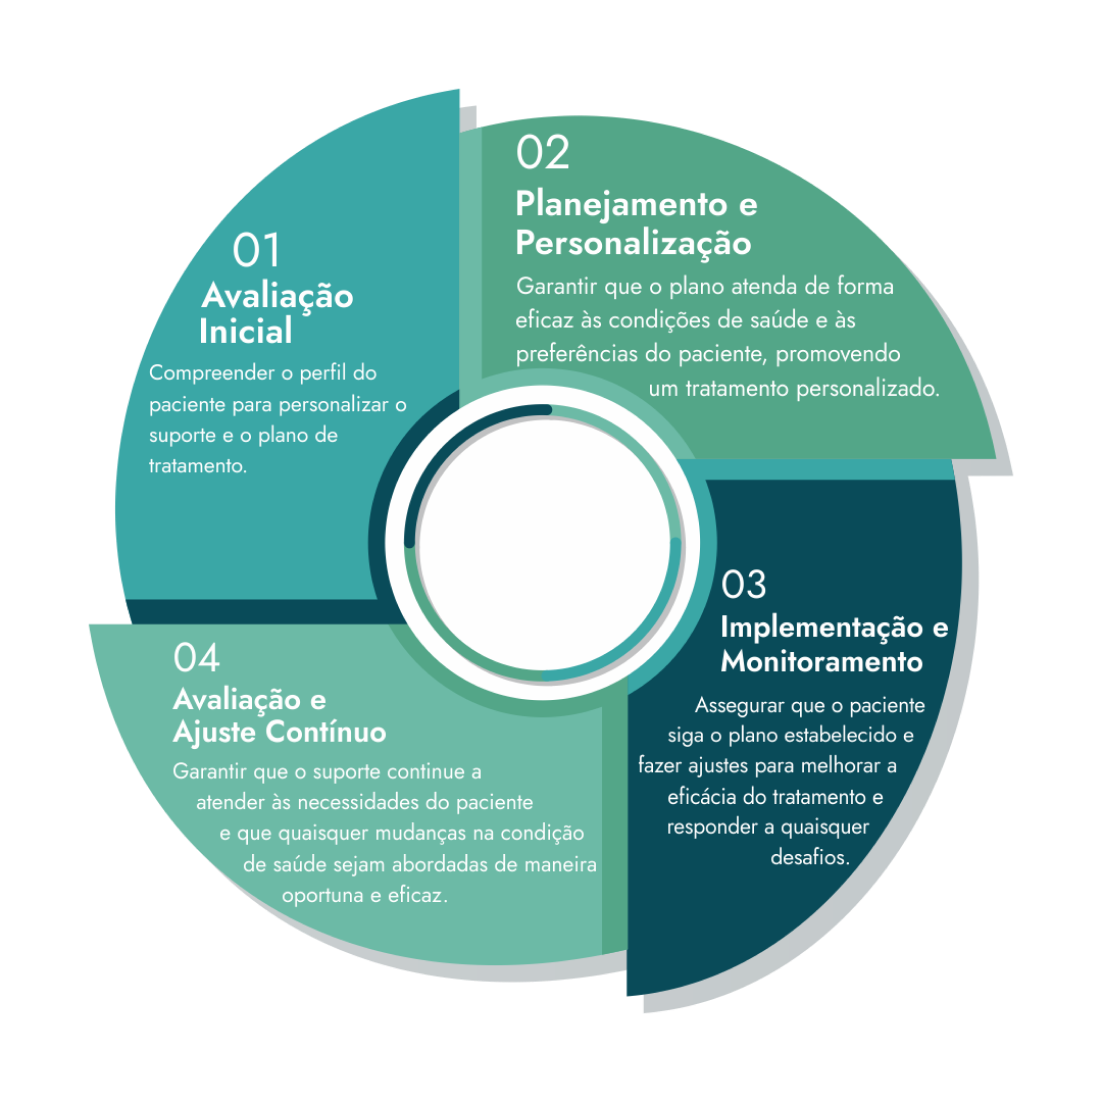 01
Avaliação
Inicial
Compreender o perfil do
paciente para personalizar o
suporte e o plano de
tratamento.
02
Planejamento e
Personalização
Garantir que o plano atenda de forma
eficaz às condições de saúde e às
preferências do paciente, promovendo
um tratamento personalizado.
03
Implementação e
Monitoramento
Assegurar que o paciente
siga o plano estabelecido e
fazer ajustes para melhorar a
eficácia do tratamento e
responder a quaisquer
desafios.
04
Avaliação e
Ajuste Contínuo
Garantir que o suporte continue a
atender às necessidades do paciente
e que quaisquer mudanças na condição
de saúde sejam abordadas de maneira
oportuna e eficaz.